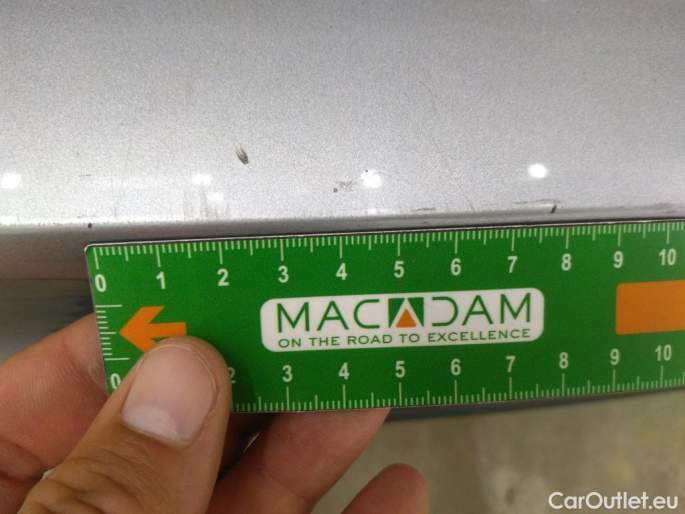 0 1 2 3 4 5 6 7 8 9 10
MACADAM
ON THE ROAD TO EXCELLENCE
0 2 3 4 5 6 7 8 9 10
CarOutlet.eu